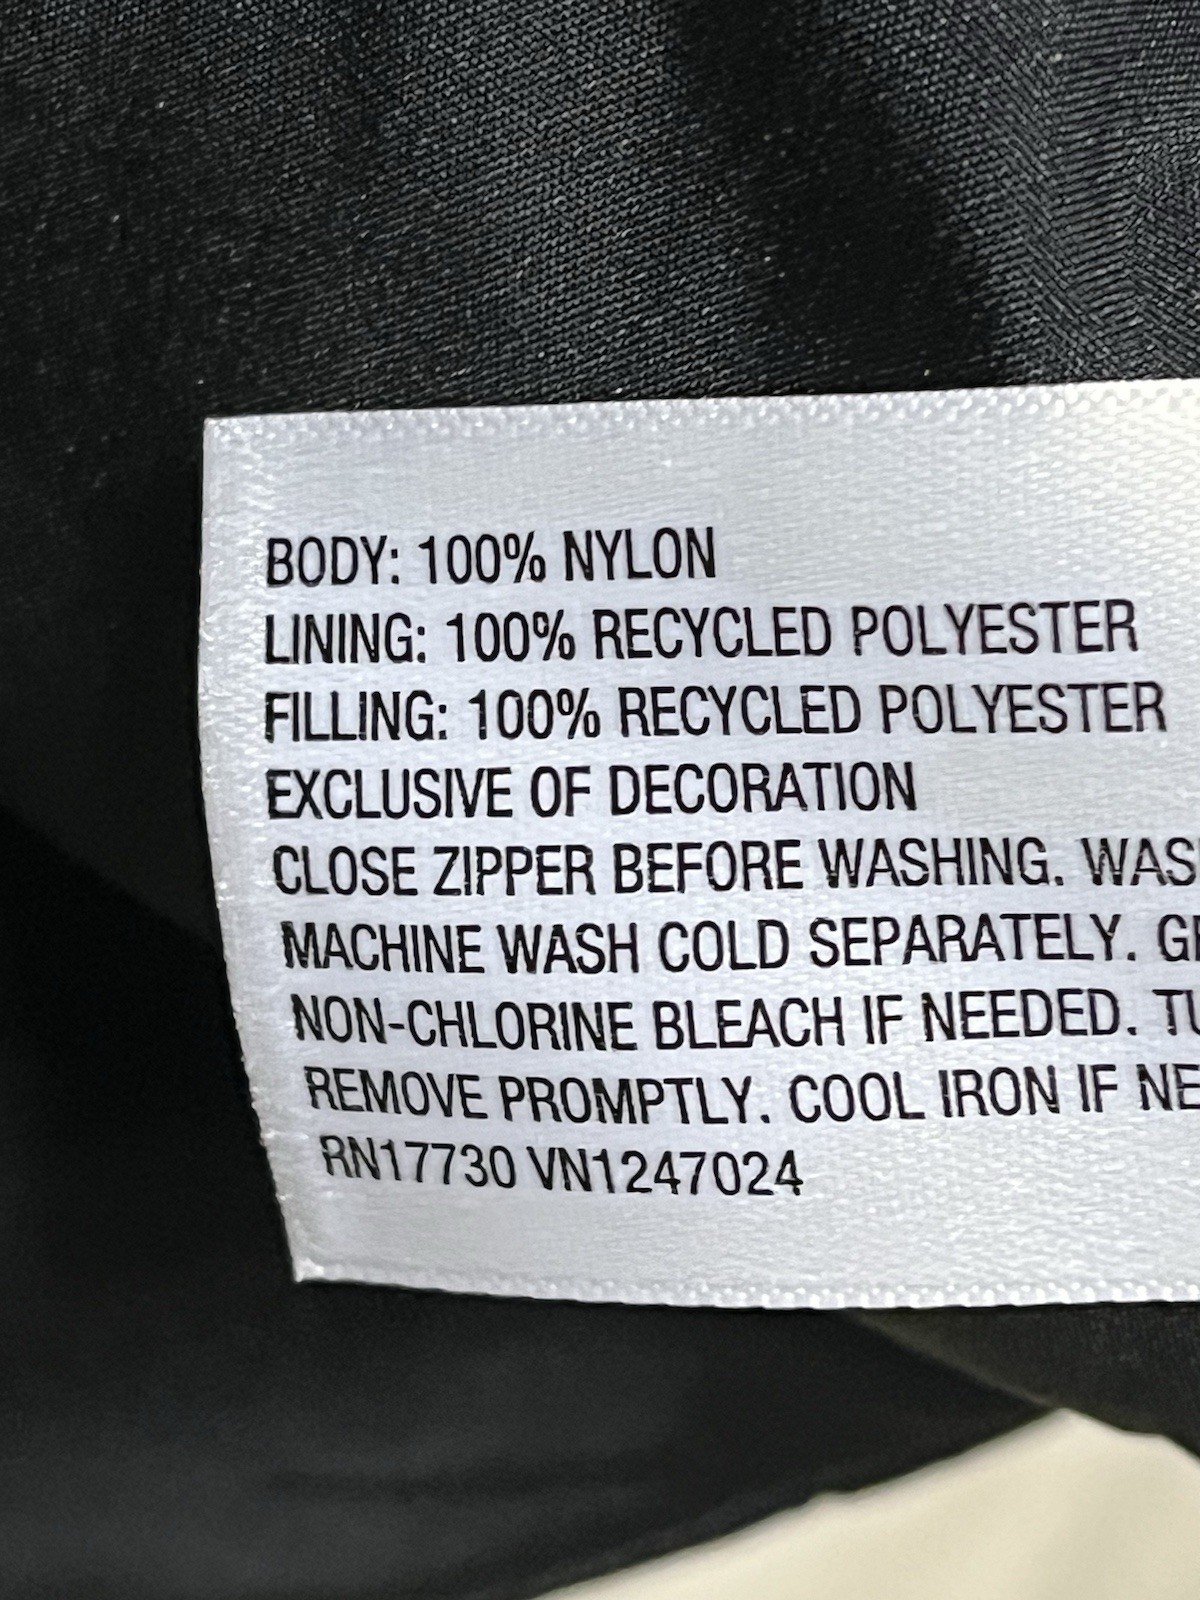 BODY: 100% NYLON
LINING: 100% RECYCLED POLYESTER
FILLING: 100% RECYCLED POLYESTER
EXCLUSIVE OF DECORATION
CLOSE ZIPPER BEFORE WASHING.
MACHINE WASH COLD SEPARATELY.
NON-CHLORINE BLEACH IF NEEDED.
REMOVE PROMPTLY. COOL IRON IF
RN17730 VN1247024